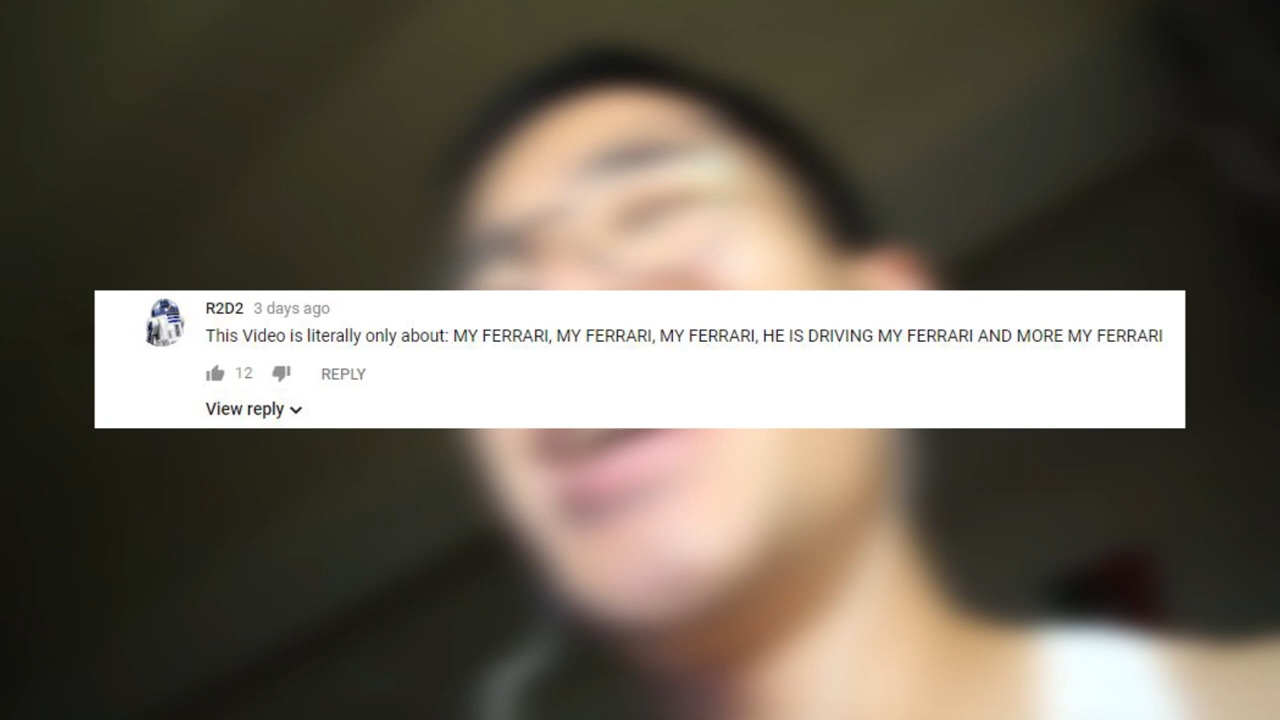 R2D2 3 days ago
This Video is literally only about: MY FERRARI, MY FERRARI, MY FERRARI, HE IS DRIVING MY FERRARI AND MORE MY FERRARI
12 REPLY
View reply